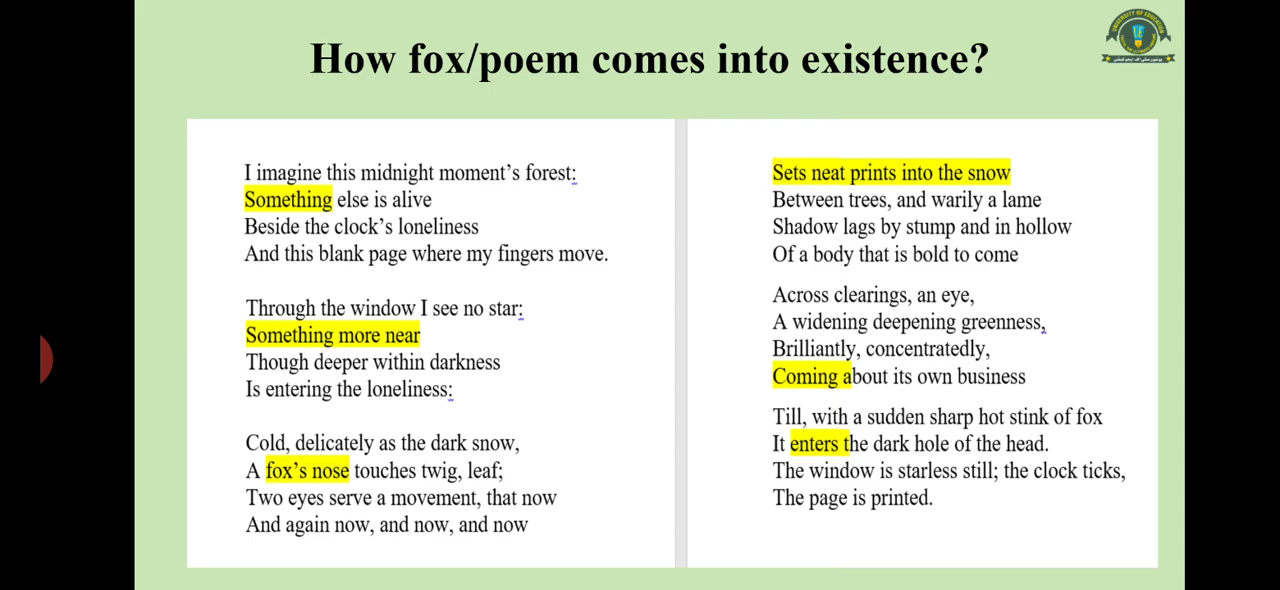 How fox/poem comes into existence?
UNIVERSITY OF EDUCATION
I imagine this midnight moment's forest:
Something else is alive
Beside the clock's loneliness
And this blank page where my fingers move.
Through the window I see no star:
Something more near
Though deeper within darkness
Is entering the loneliness:
Cold, delicately as the dark snow,
A fox's nose touches twig, leaf;
Two eyes serve a movement, that now
And again now, and now, and now
Sets neat prints into the snow
Between trees, and warily a lame
Shadow lags by stump and in hollow
Of a body that is bold to come
Across clearings, an eye,
A widening deepening greenness,
Brilliantly, concentratedly,
Coming about its own business
Till, with a sudden sharp hot stink of fox
It enters the dark hole of the head.
The window is starless still; the clock ticks,
The page is printed.